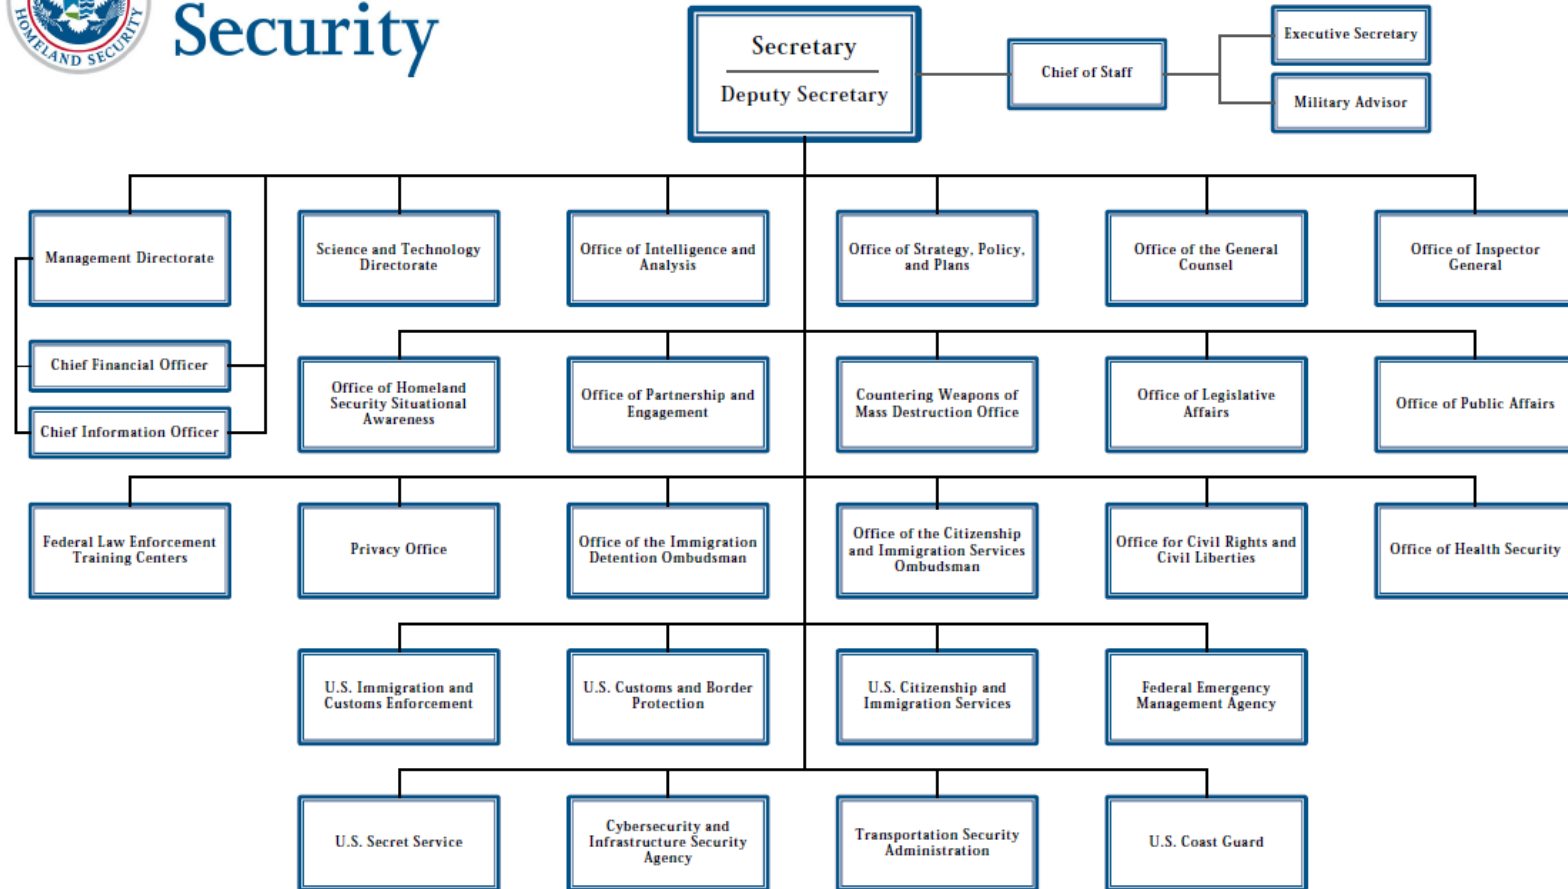 HOMELAND SECURITY
Security
Secretary
Deputy Secretary
Chief of Staff
Executive Secretary
Military Advisor
Management Directorate
Science and Technology
Directorate
Office of Intelligence and
Analysis
Office of Strategy, Policy,
and Plans
Office of the General
Counsel
Office of Inspector
General
Chief Financial Officer
Chief Information Officer
Office of Homeland
Security Situational
Awareness
Office of Partnership and
Engagement
Countering Weapons of
Mass Destruction Office
Office of Legislative
Affairs
Office of Public Affairs
Federal Law Enforcement
Training Centers
Privacy Office
Office of the Immigration
Detention Ombudsman
Office of the Citizenship
and Immigration Services
Ombudsman
Office for Civil Rights and
Civil Liberties
Office of Health Security
U.S. Immigration and
Customs Enforcement
U.S. Customs and Border
Protection
U.S. Citizenship and
Immigration Services
Federal Emergency
Management Agency
U.S. Secret Service
Cybersecurity and
Infrastructure Security
Agency
Transportation Security
Administration
U.S. Coast Guard